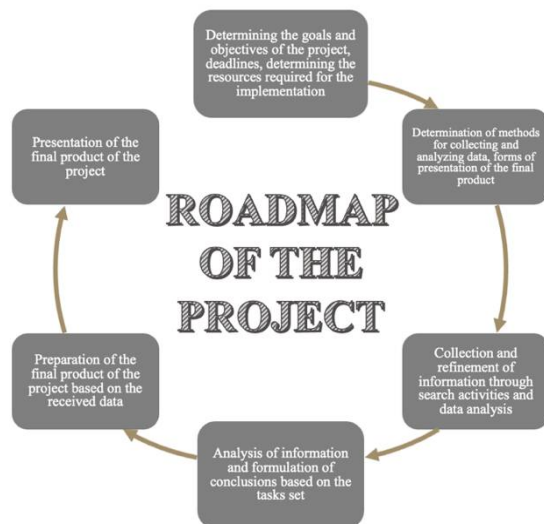 Determining the goals and
objectives of the project,
deadlines, determining the
resources required for the
implementation
Determination of methods
for collecting and
analyzing data, forms of
presentation of the final
product
Collection and
refinement of
information through
search activities and
data analysis
Analysis of information
and formulation of
conclusions based on the
tasks set
Preparation of the
final product of the
project based on the
received data
Presentation of the
final product of the
project
ROADMAP
OF THE
PROJECT